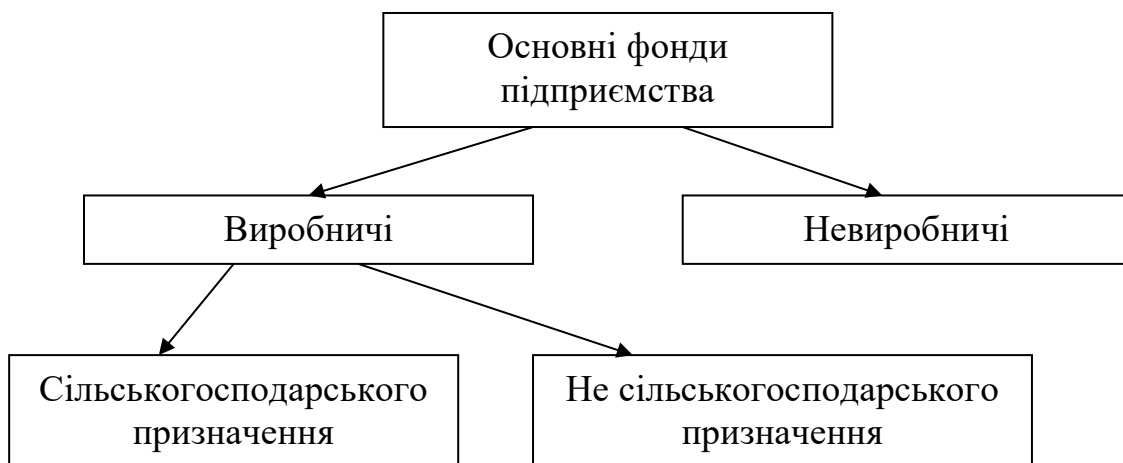 Основні фонди
підприємства
Виробничі
Невиробничі
Сільськогосподарського
призначення
Не сільськогосподарського
призначення